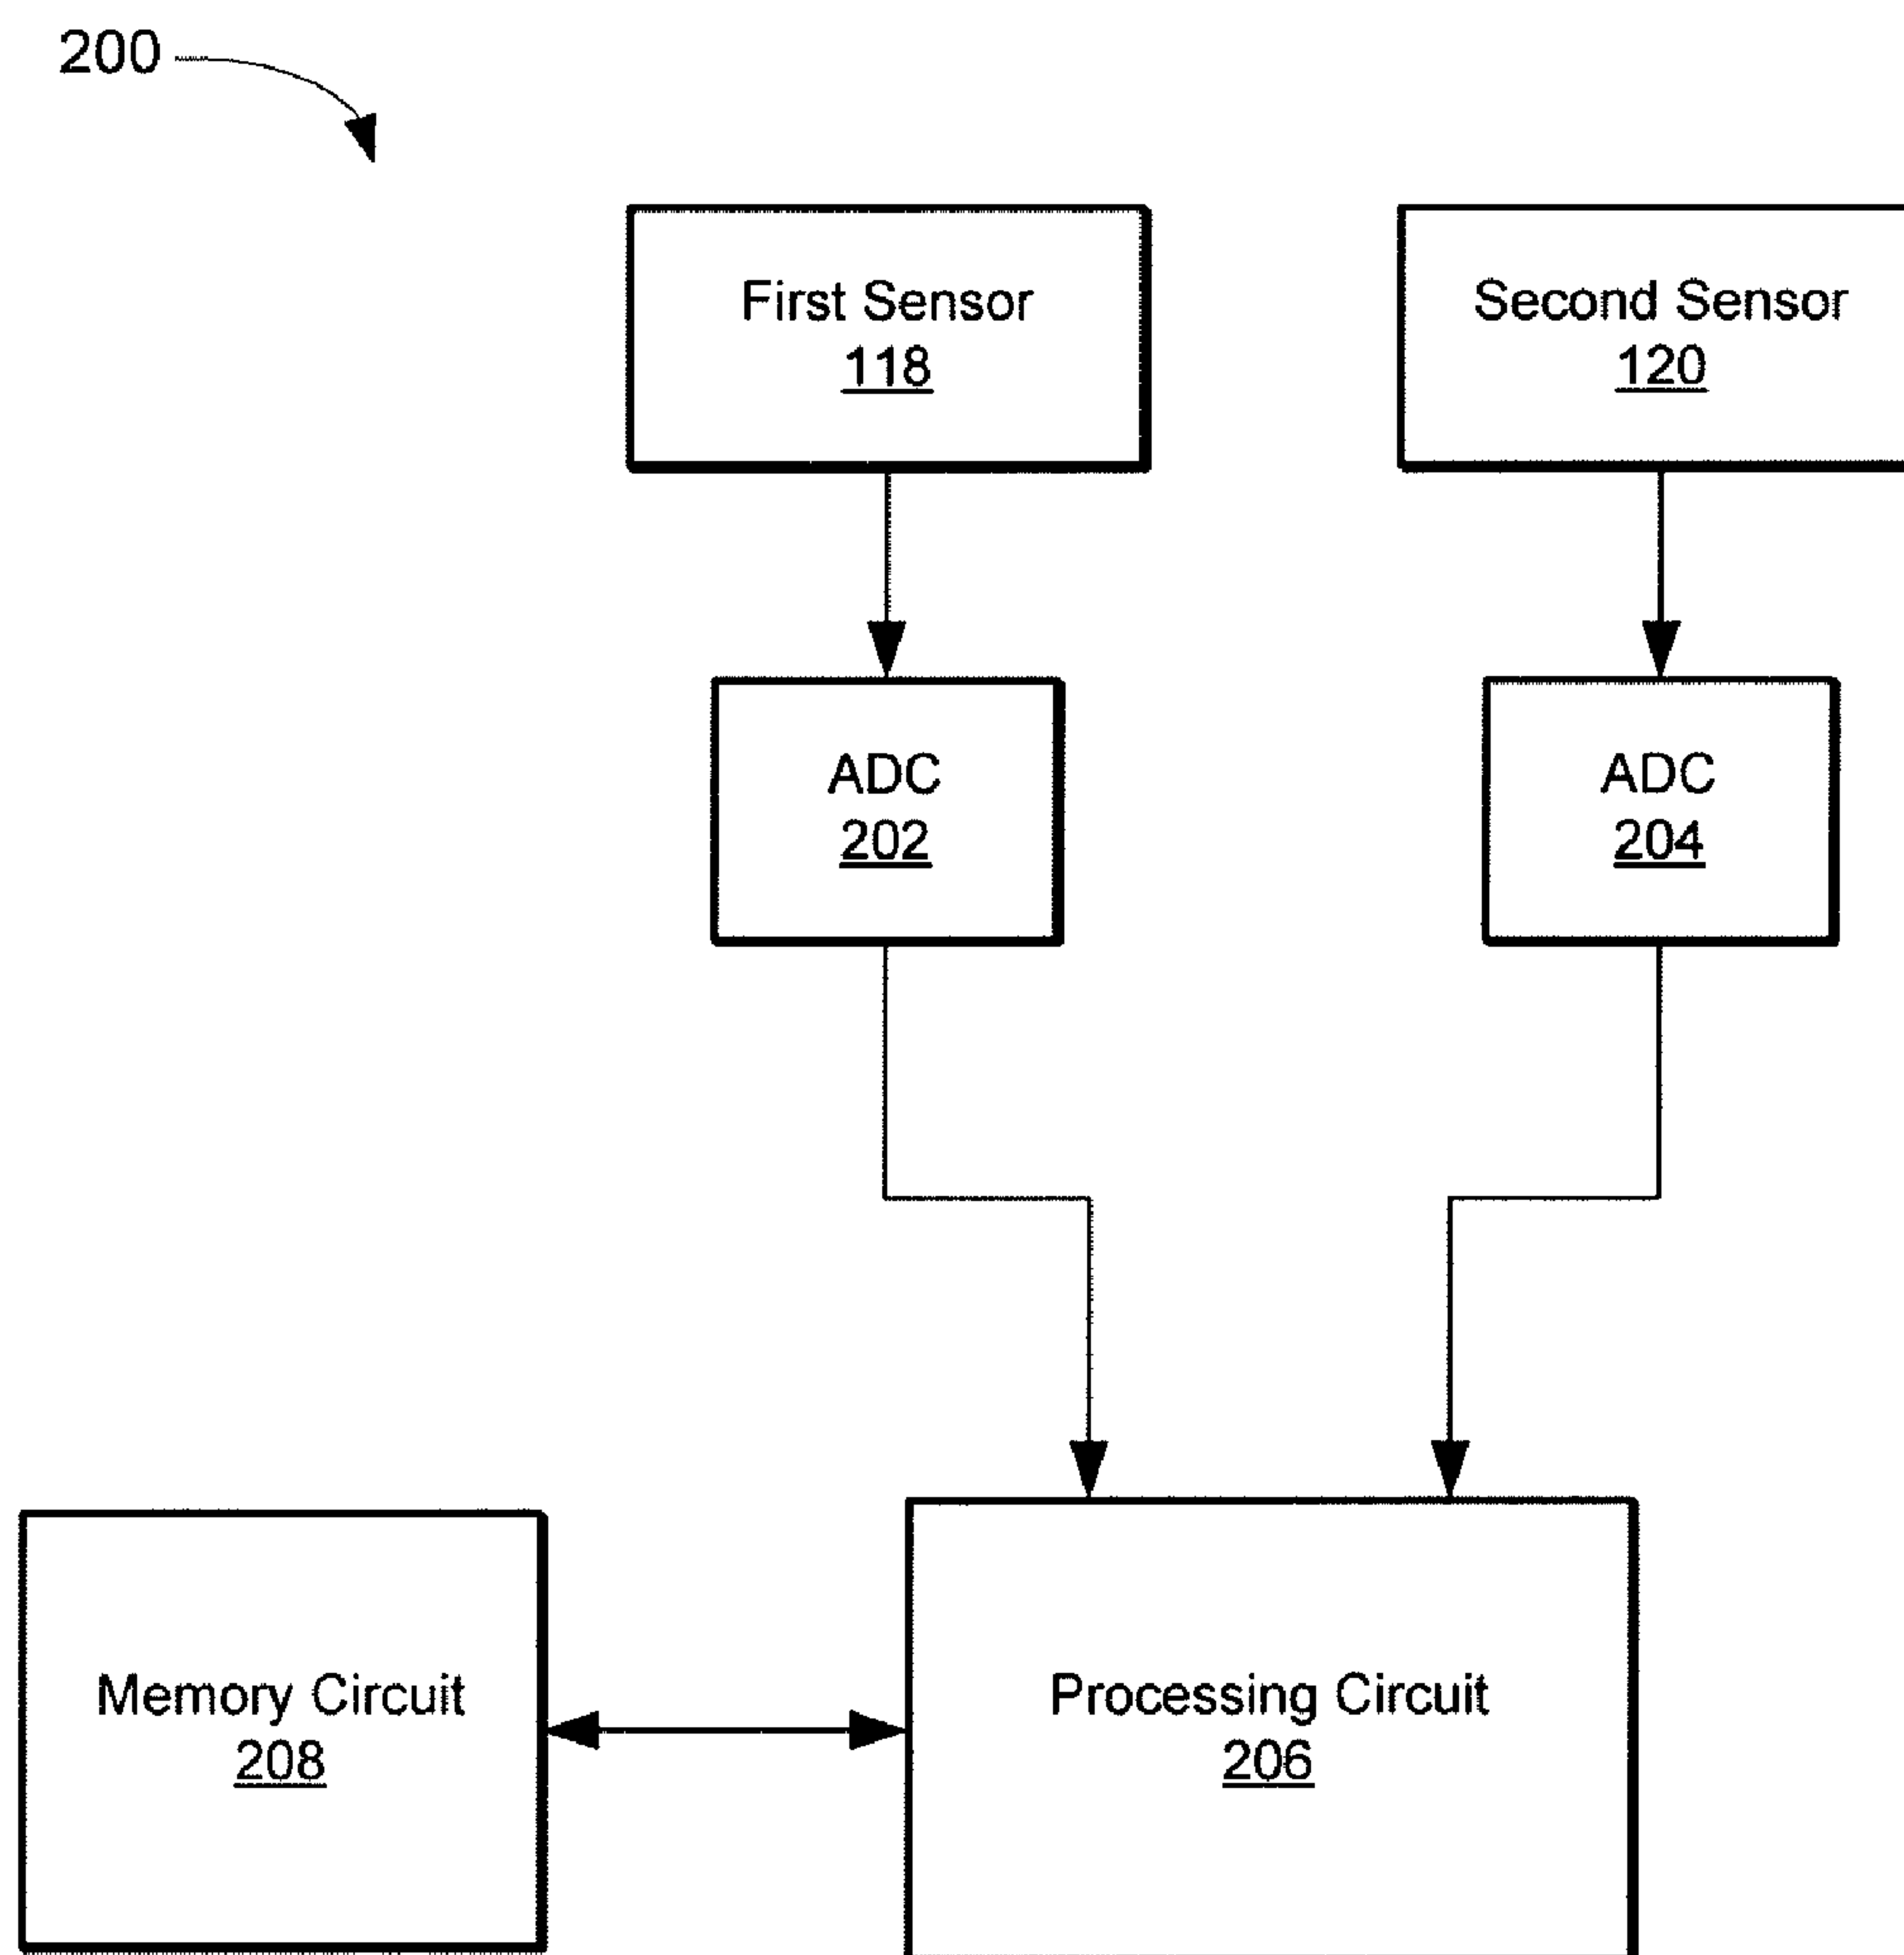 200
First Sensor
118
Second Sensor
120
ADC
202
ADC
204
Memory Circuit
208
Processing Circuit
206